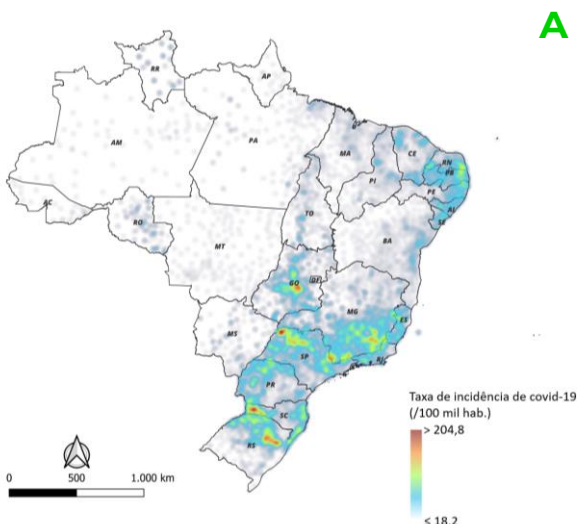 A
RR
AP
AM
PA
MA
CE
RN
PB
PI
PE
AC
AL
SE
TO
RO
BA
MT
GO
DF
MG
ES
MS
SP
RJ
PR
SC
RS
Taxa de incidência de covid-19
(/100 mil hab.)
> 204,8
≤ 18,2
0 500 1.000 km